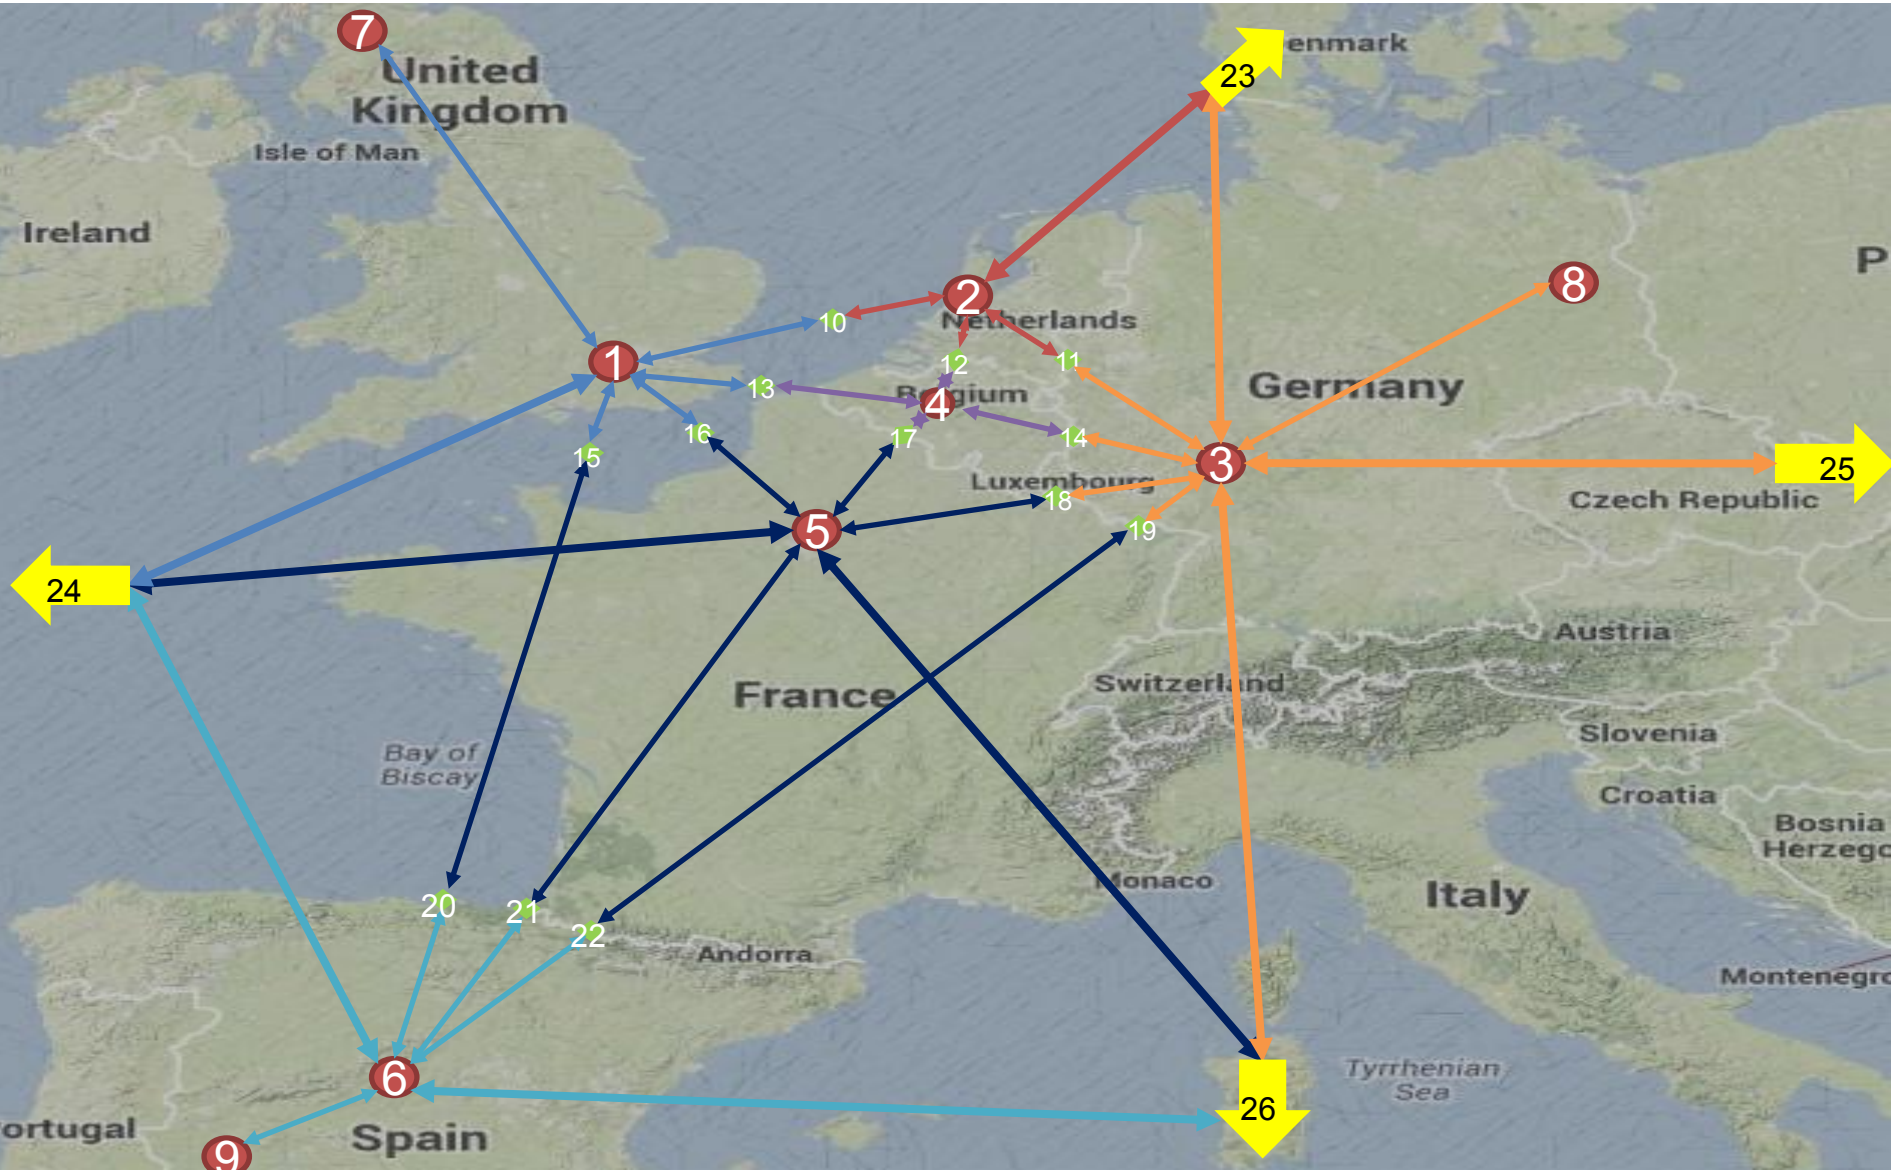 7
United
Kingdom
Isle of Man
Ireland
enmark
23
P
8
2
Netherlands
10
1
12
11
13
Belgium
4
Germany
16
17
14
15
3
25
Luxembourg
18
Czech Republic
5
19
24
Austria
France
Switzerland
Slovenia
Bay of
Biscay
Croatia
Bosnia
Herzego
Monaco
Italy
20
21
22
Andorra
Montenegro
6
Tyrrhenian
Sea
26
ortugal
Spain
9